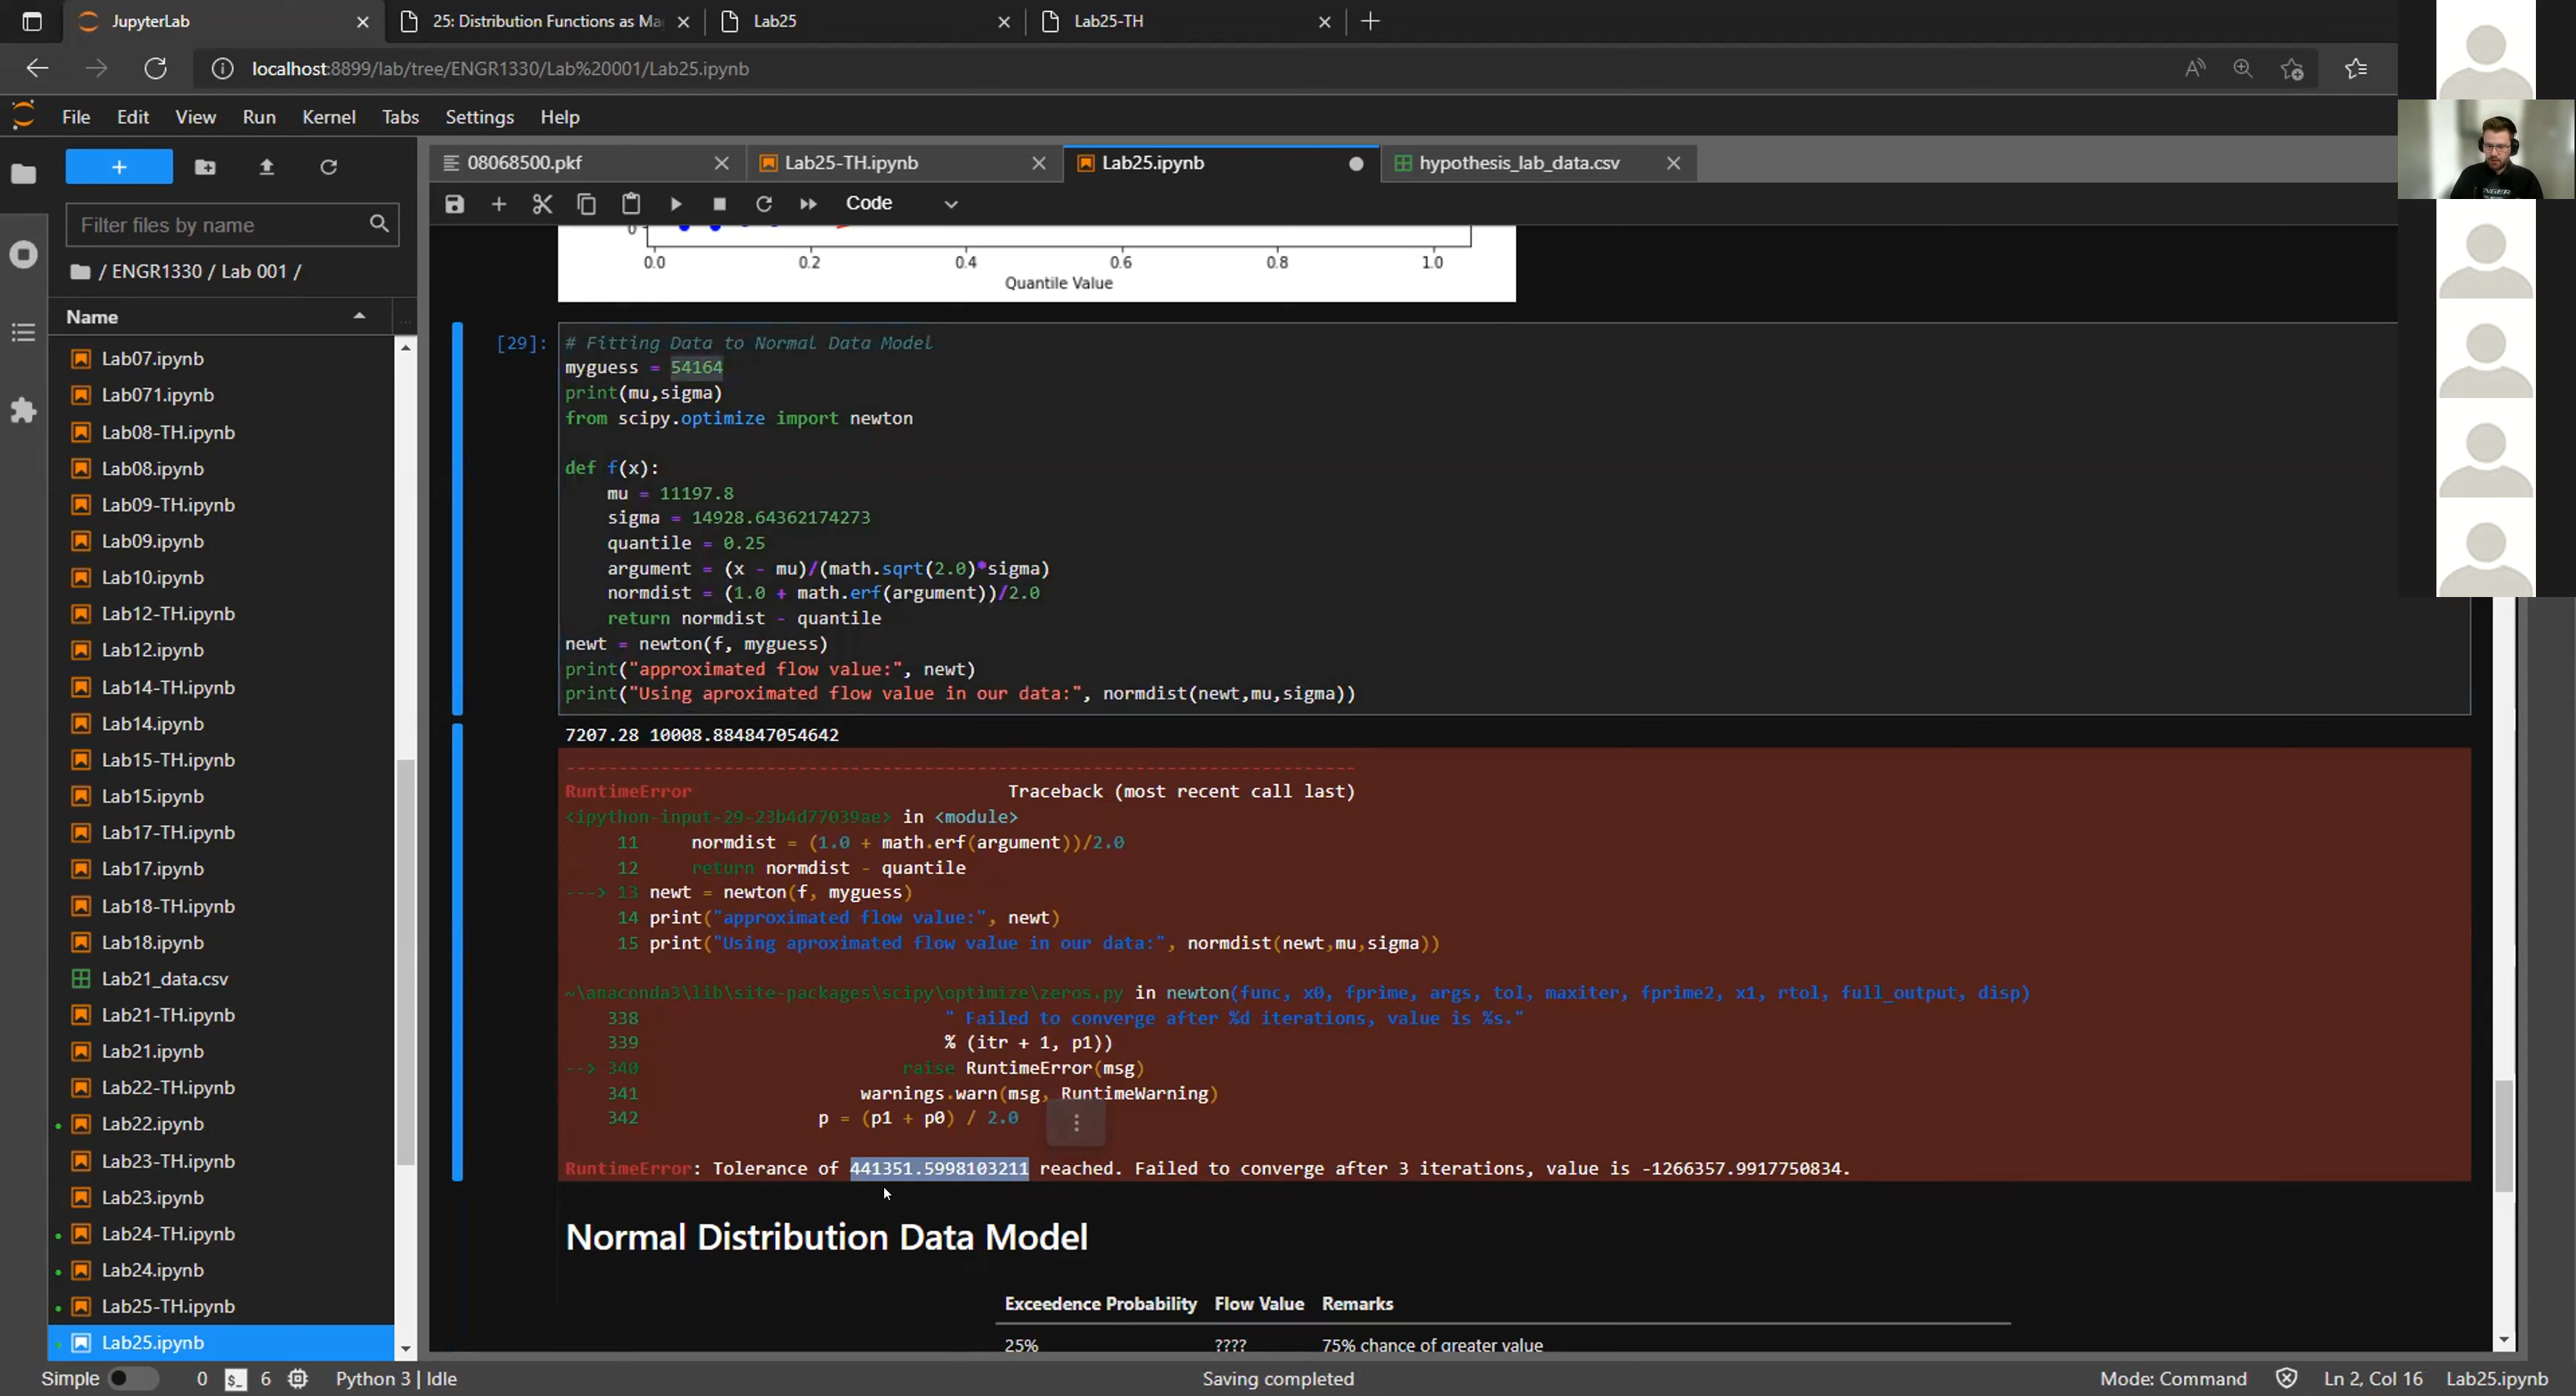 JupyterLab
25: Distribution Functions as Ma
Lab25
Lab25-TH
localhost:8899/lab/tree/ENGR1330/Lab%20001/Lab25.ipynb
File Edit View Run Kernel Tabs Settings Help
08068500.pkf
Lab25-TH.ipynb
Lab25.ipynb
hypothesis_lab_data.csv
Code
Filter files by name
/ ENGR1330 / Lab 001 /
Name
Lab07.ipynb
Lab071.ipynb
Lab08-TH.ipynb
Lab08.ipynb
Lab09-TH.ipynb
Lab09.ipynb
Lab10.ipynb
Lab12-TH.ipynb
Lab12.ipynb
Lab14-TH.ipynb
Lab14.ipynb
Lab15-TH.ipynb
Lab15.ipynb
Lab17-TH.ipynb
Lab17.ipynb
Lab18-TH.ipynb
Lab18.ipynb
Lab21_data.csv
Lab21-TH.ipynb
Lab21.ipynb
Lab22-TH.ipynb
Lab22.ipynb
Lab23-TH.ipynb
Lab23.ipynb
Lab24-TH.ipynb
Lab24.ipynb
Lab25-TH.ipynb
Lab25.ipynb
0
0.0 0.2 0.4 0.6 0.8 1.0
Quantile Value
[29]:
# Fitting Data to Normal Data Model
myguess = 54164
print(mu,sigma)
from scipy.optimize import newton
def f(x):
mu = 11197.8
sigma = 14928.64362174273
quantile = 0.25
argument = (x - mu)/(math.sqrt(2.0)*sigma)
normdist = (1.0 + math.erf(argument))/2.0
return normdist - quantile
newt = newton(f, myguess)
print("approximated flow value:", newt)
print("Using aproximated flow value in our data:", normdist(newt,mu,sigma))
7207.28 10008.884847054642
---------------------------------------------------------------------------
RuntimeError Traceback (most recent call last)
<ipython-input-29-23b4d77039ae> in <module>
11 normdist = (1.0 + math.erf(argument))/2.0
12 return normdist - quantile
---> 13 newt = newton(f, myguess)
14 print("approximated flow value:", newt)
15 print("Using aproximated flow value in our data:", normdist(newt,mu,sigma))
~\anaconda3\lib\site-packages\scipy\optimize\zeros.py in newton(func, x0, fprime, args, tol, maxiter, fprime2, x1, rtol, full_output, disp)
338 " Failed to converge after %d iterations, value is %s."
339 % (itr + 1, p1))
--> 340 raise RuntimeError(msg)
341 warnings.warn(msg, RuntimeWarning)
342 p = (p1 + p0) / 2.0
RuntimeError: Tolerance of 441351.5998103211 reached. Failed to converge after 3 iterations, value is -1266357.9917750834.
Normal Distribution Data Model
Exceedence Probability Flow Value Remarks
25% ???? 75% chance of greater value
Simple 0 6 Python 3 | Idle
Saving completed
Mode: Command Ln 2, Col 16 Lab25.ipynb